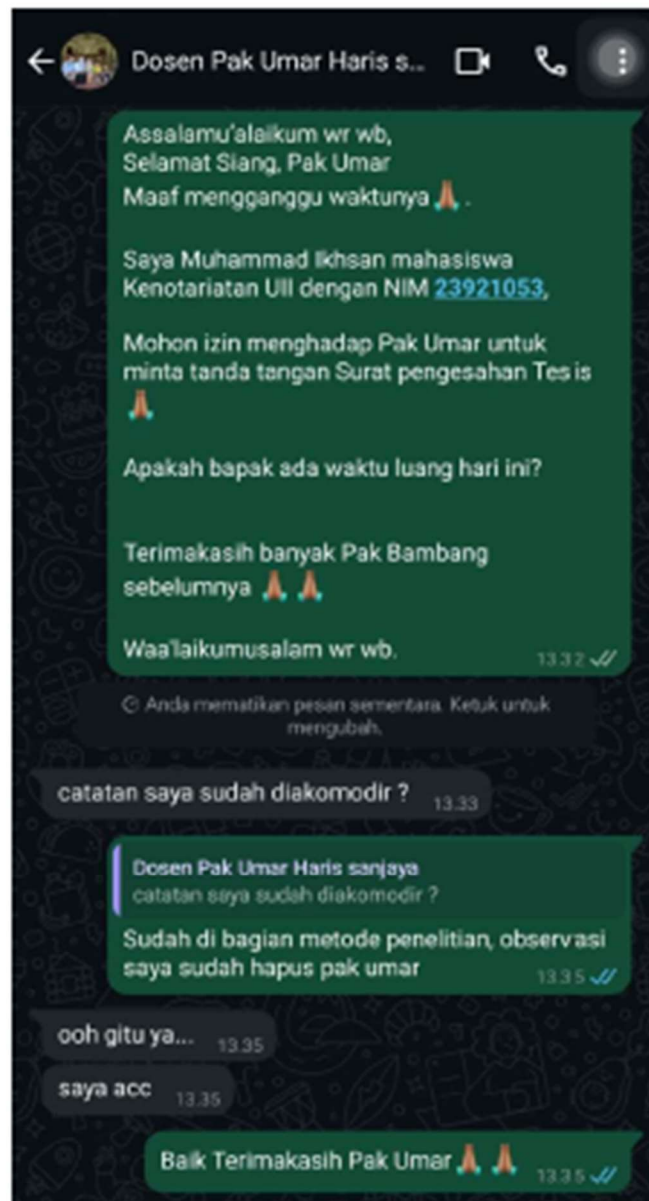 Dosen Pak Umar Haris s...
Assalamu'alaikum wr wb,
Selamat Siang, Pak Umar
Maaf mengganggu waktunya 🙏🏽 .
Saya Muhammad Ikhsan mahasiswa
Kenotariatan UII dengan NIM 23921053,
Mohon izin menghadap Pak Umar untuk
minta tanda tangan Surat pengesahan Tesis
🙏🏽
Apakah bapak ada waktu luang hari ini?
Terimakasih banyak Pak Bambang
sebelumnya 🙏🏽 🙏🏽
Waa'laikumusalam wr wb.
13.32
Anda mematikan pesan sementara. Ketuk untuk
mengubah.
catatan saya sudah diakomodir ?
13.33
Dosen Pak Umar Haris sanjaya
catatan saya sudah diakomodir ?
Sudah di bagian metode penelitian, observasi
saya sudah hapus pak umar
13.35
ooh gitu ya...
13.35
saya acc
13.35
Baik Terimakasih Pak Umar 🙏🏽 🙏🏽
13.35